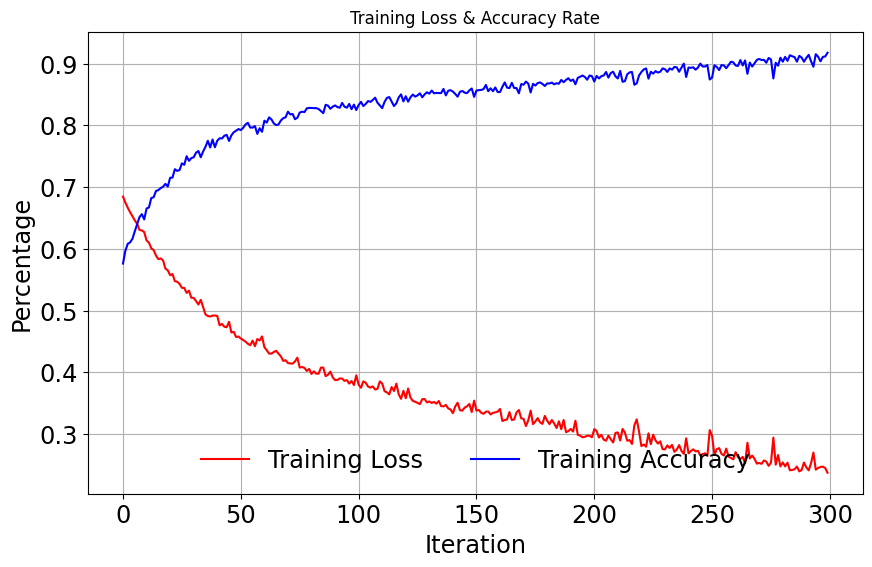 Training Loss & Accuracy Rate
Percentage
0.9
0.8
0.7
0.6
0.5
0.4
0.3
Training Loss Training Accuracy
0 50 100 150 200 250 300
Iteration